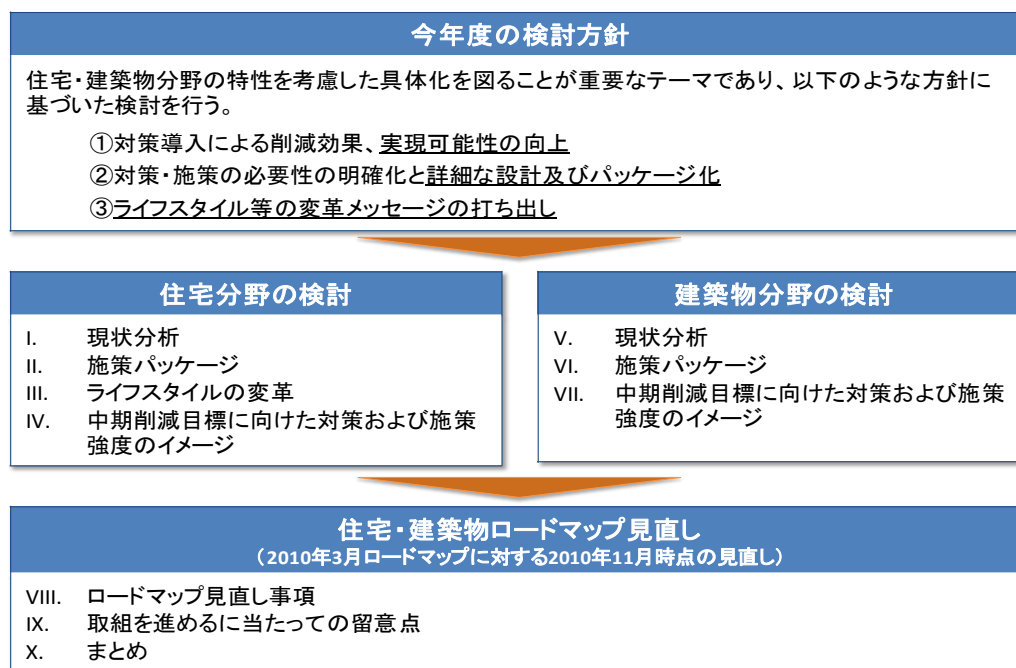 今年度の検討方針
住宅・建築物分野の特性を考慮した具体化を図ることが重要なテーマであり、以下のような方針に
基づいた検討を行う。
①対策導入による削減効果、実現可能性の向上
②対策・施策の必要性の明確化と詳細な設計及びパッケージ化
③ライフスタイル等の変革メッセージの打ち出し
住宅分野の検討
I. 現状分析
II. 施策パッケージ
III. ライフスタイルの変革
IV. 中期削減目標に向けた対策および施策
強度のイメージ
建築物分野の検討
V. 現状分析
VI. 施策パッケージ
VII. 中期削減目標に向けた対策および施策
強度のイメージ
住宅・建築物ロードマップ見直し
（2010年3月ロードマップに対する2010年11月時点の見直し）
VIII. ロードマップ見直し事項
IX. 取組を進めるに当たっての留意点
X. まとめ